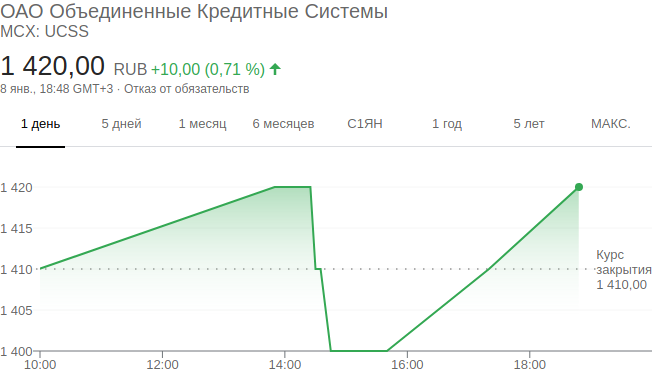 ОАО Объединенные Кредитные Системы
MCX: UCSS
1 420,00 RUB +10,00 (0,71 %)
8 янв., 18:48 GMT+3 · Отказ от обязательств
1 день 5 дней 1 месяц 6 месяцев С1ЯН 1 год 5 лет МАКС.
1 420
1 415
1 410
1 405
1 400
Курс
закрытия
1 410,00
10:00 12:00 14:00 16:00 18:00